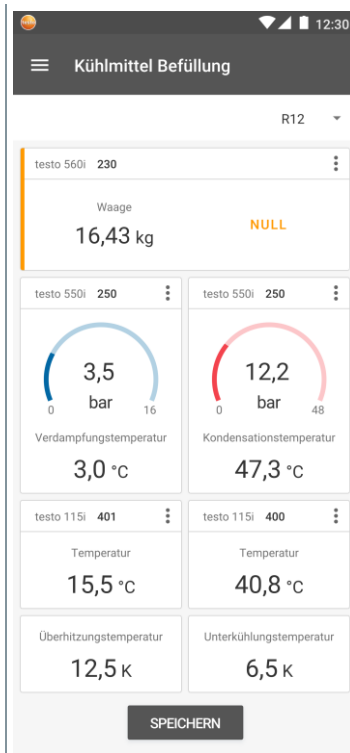 12:30
Kühlmittel Befüllung
R12
testo 560i 230
Waage
16,43 kg
NULL
testo 550i 250
3,5
bar
0 16
Verdampfungstemperatur
3,0 °C
testo 550i 250
12,2
bar
0 48
Kondensationstemperatur
47,3 °C
testo 115i 401
Temperatur
15,5 °C
testo 115i 400
Temperatur
40,8 °C
Überhitzungstemperatur
12,5 K
Unterkühlungstemperatur
6,5 K
SPEICHERN